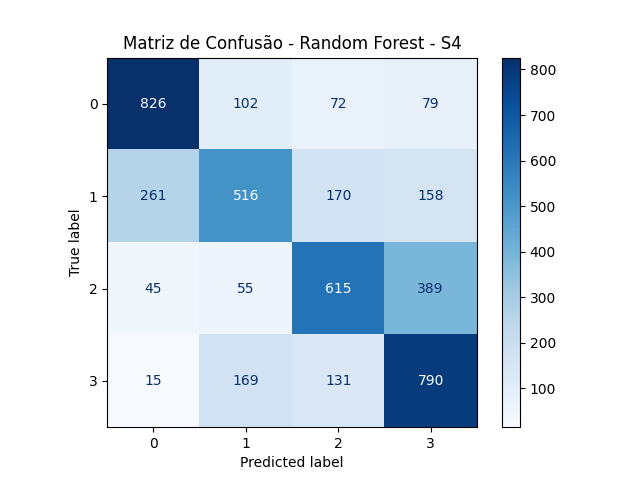 Matriz de Confusão - Random Forest - S4
0 826 102 72 79
1 261 516 170 158
2 45 55 615 389
3 15 169 131 790
0 1 2 3
Predicted label
True label
800
700
600
500
400
300
200
100